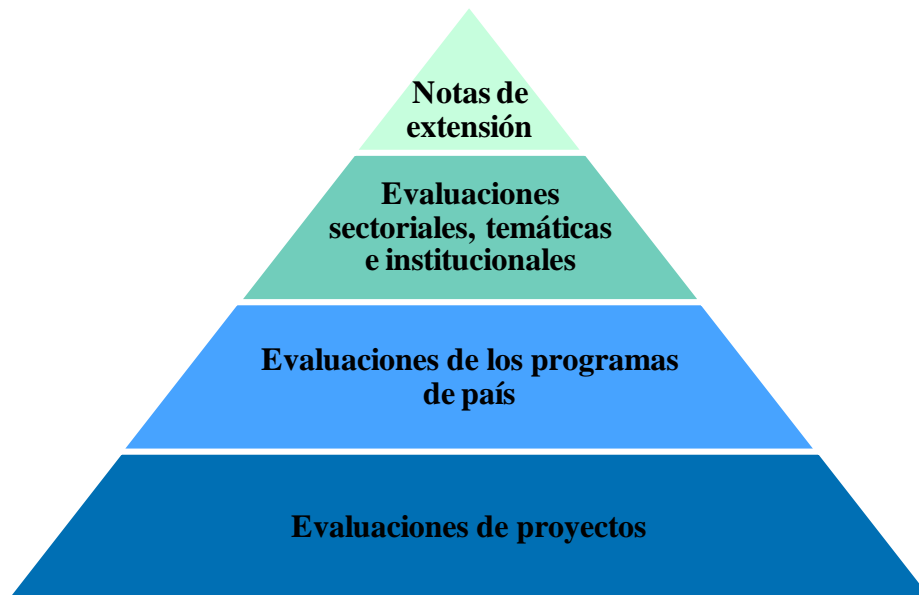 Notas de
extensión
Evaluaciones
sectoriales, temáticas
e institucionales
Evaluaciones de los programas
de país
Evaluaciones de proyectos